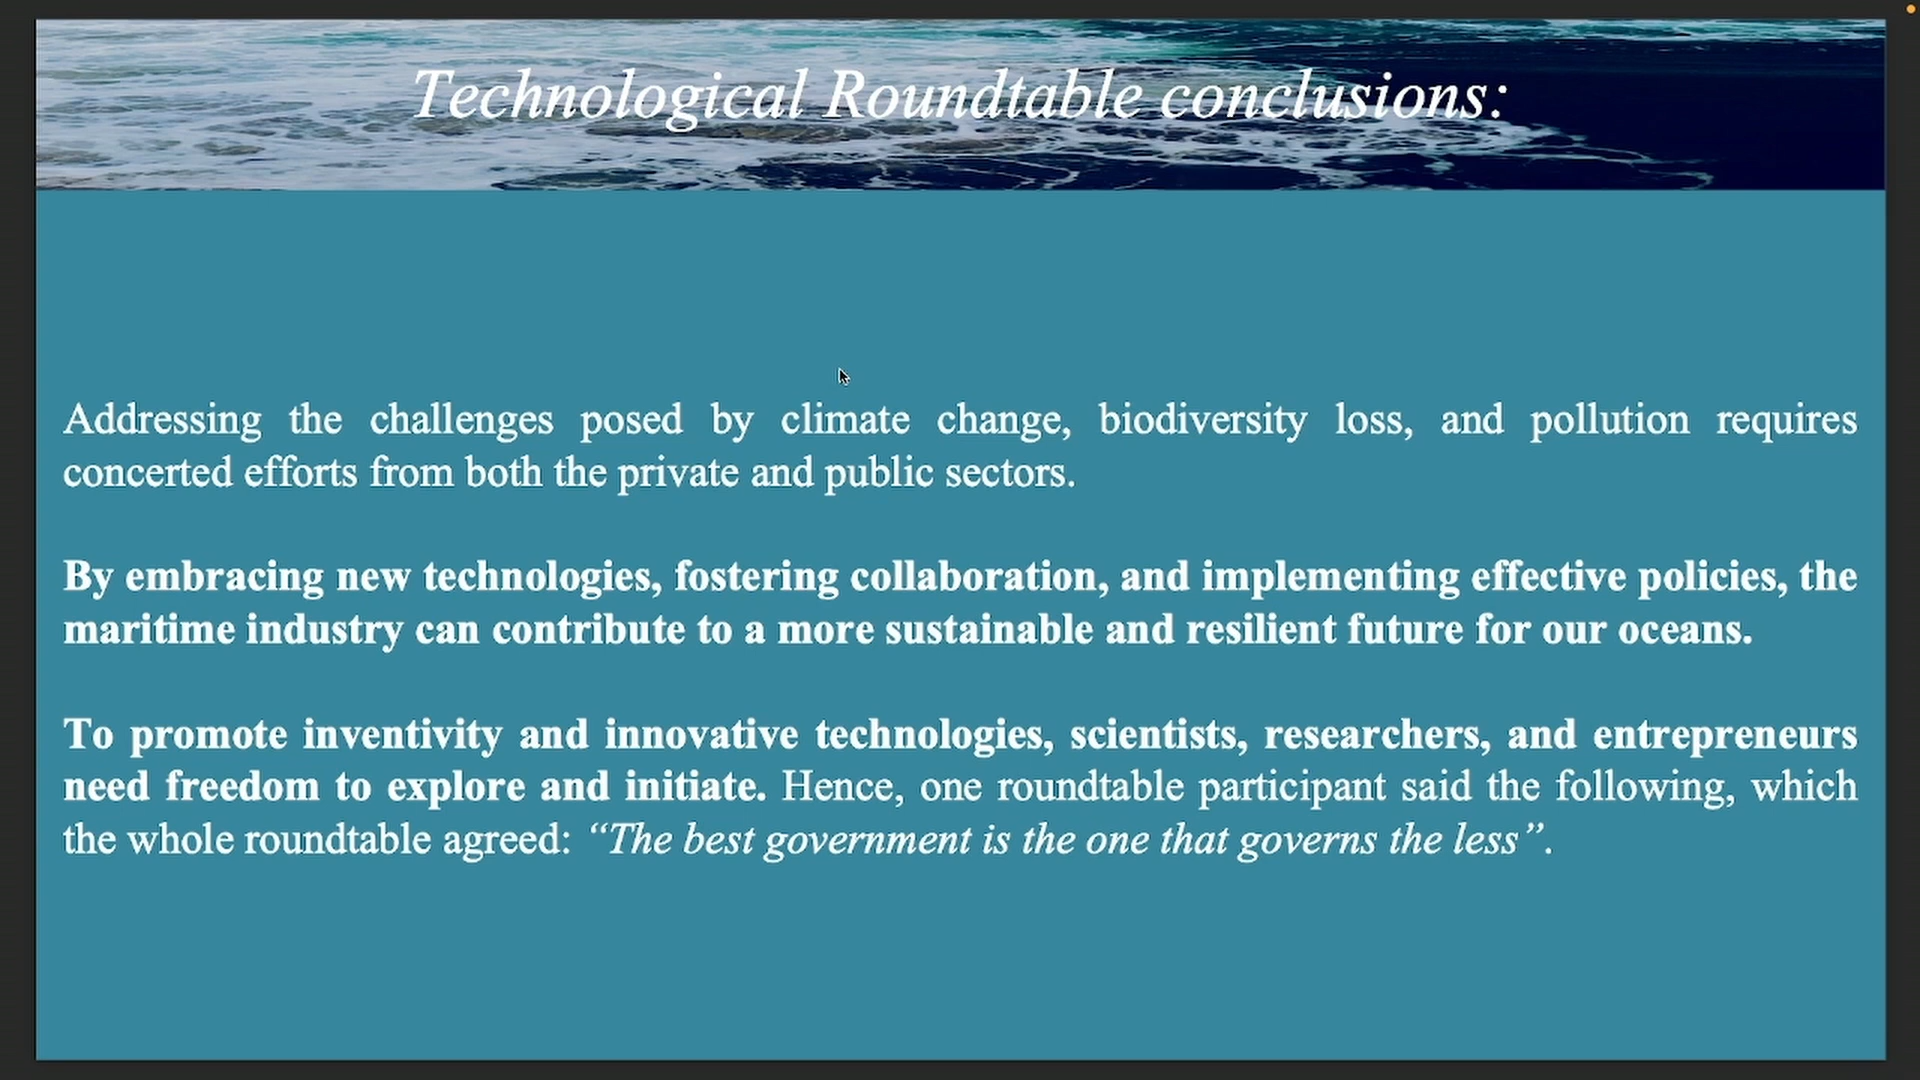 Technological Roundtable conclusions:
Addressing the challenges posed by climate change, biodiversity loss, and pollution requires
concerted efforts from both the private and public sectors.
By embracing new technologies, fostering collaboration, and implementing effective policies, the
maritime industry can contribute to a more sustainable and resilient future for our oceans.
To promote inventivity and innovative technologies, scientists, researchers, and entrepreneurs
need freedom to explore and initiate. Hence, one roundtable participant said the following, which
the whole roundtable agreed: “The best government is the one that governs the less”.